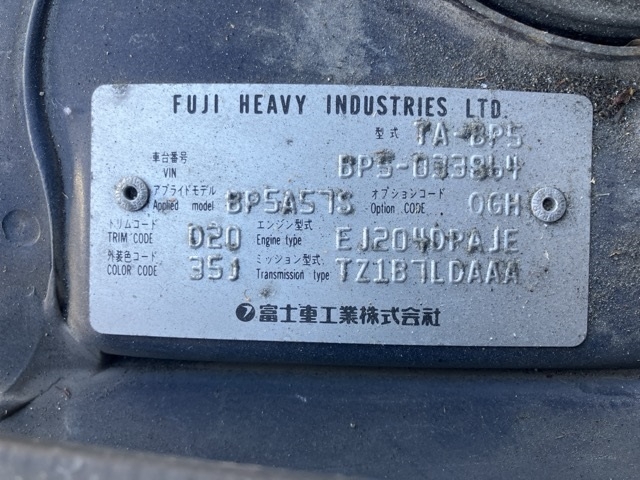 FUJI HEAVY INDUSTRIES LTD.
型式 TA-BP5
車台番号 VIN BP5-033864
アプライドモデル Applied model BP5A57S オプションコード Option CODE OGH
トリムコード TRIM CODE D20 エンジン型式 Engine type EJ204DPAJE
外装色コード COLOR CODE 35J ミッション型式 Transmission type TZ1B7LDAAA
富士重工業株式会社